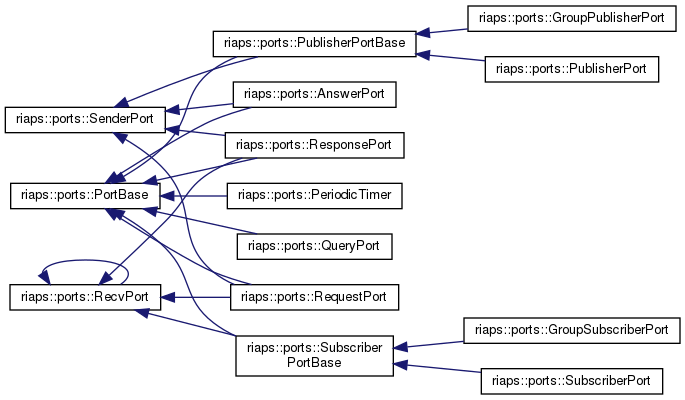 riaps::ports::GroupPublisherPort
riaps::ports::PublisherPortBase
riaps::ports::PublisherPort
riaps::ports::AnswerPort
riaps::ports::SenderPort
riaps::ports::ResponsePort
riaps::ports::PortBase
riaps::ports::PeriodicTimer
riaps::ports::QueryPort
riaps::ports::RecvPort
riaps::ports::RequestPort
riaps::ports::GroupSubscriberPort
riaps::ports::Subscriber
PortBase
riaps::ports::SubscriberPort